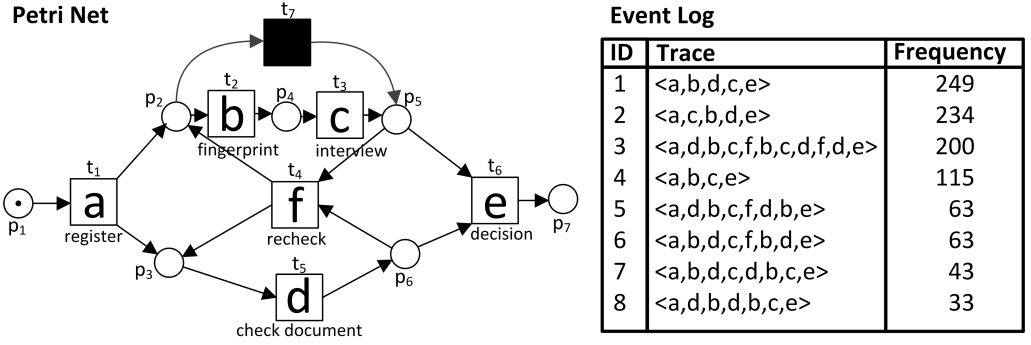 Petri Net
t7
t2
t3
p2
b
p4
c
p5
fingerprint
interview
t1
t4
t6
a
f
e
p1
register
recheck
decision
p7
p3
t5
p6
d
check document
Event Log
ID Trace Frequency
1 <a,b,d,c,e> 249
2 <a,c,b,d,e> 234
3 <a,d,b,c,f,b,c,d,f,d,e> 200
4 <a,b,c,e> 115
5 <a,d,b,c,f,d,b,e> 63
6 <a,b,d,c,f,b,d,e> 63
7 <a,b,d,c,d,b,c,e> 43
8 <a,d,b,d,b,c,e> 33